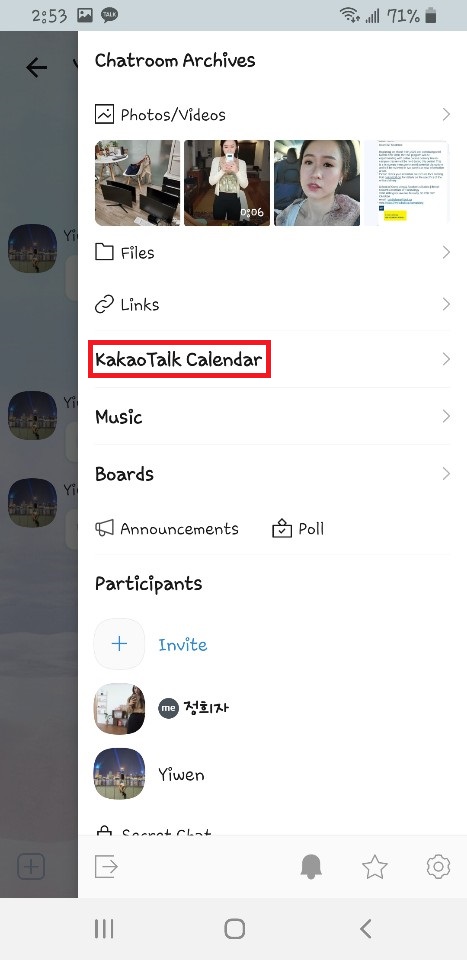 2:53 TALK 71%
Chatroom Archives
Photos/Videos
0:06
Files
Links
KakaoTalk Calendar
Music
Boards
Announcements Poll
Participants
Invite
me 정희자
Yiwen
Secret Chat